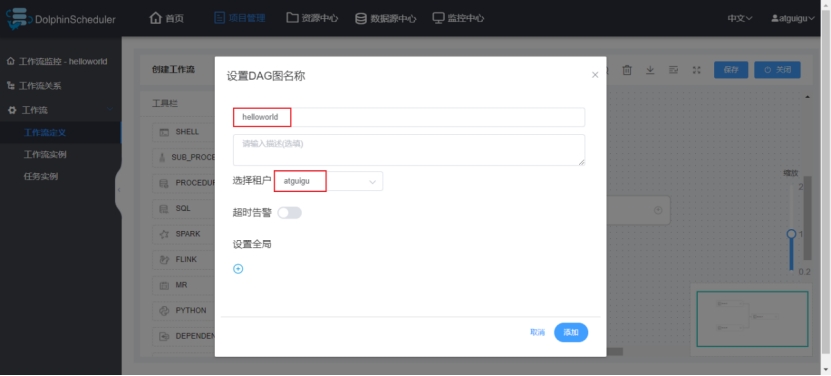 DolphinScheduler
首页
项目管理
资源中心
数据源中心
监控中心
中文
atguigu
工作流监控 - helloworld
工作流关系
工作流
工作流定义
工作流实例
任务实例
创建工作流
保存
关闭
工具栏
SHELL
SUB_PROCE
PROCEDUR
SQL
SPARK
FLINK
MR
PYTHON
DEPENDEN
设置DAG图名称
helloworld
请输入描述(选填)
选择租户
atguigu
超时告警
设置全局
取消
添加
缩放
2
1
0.2